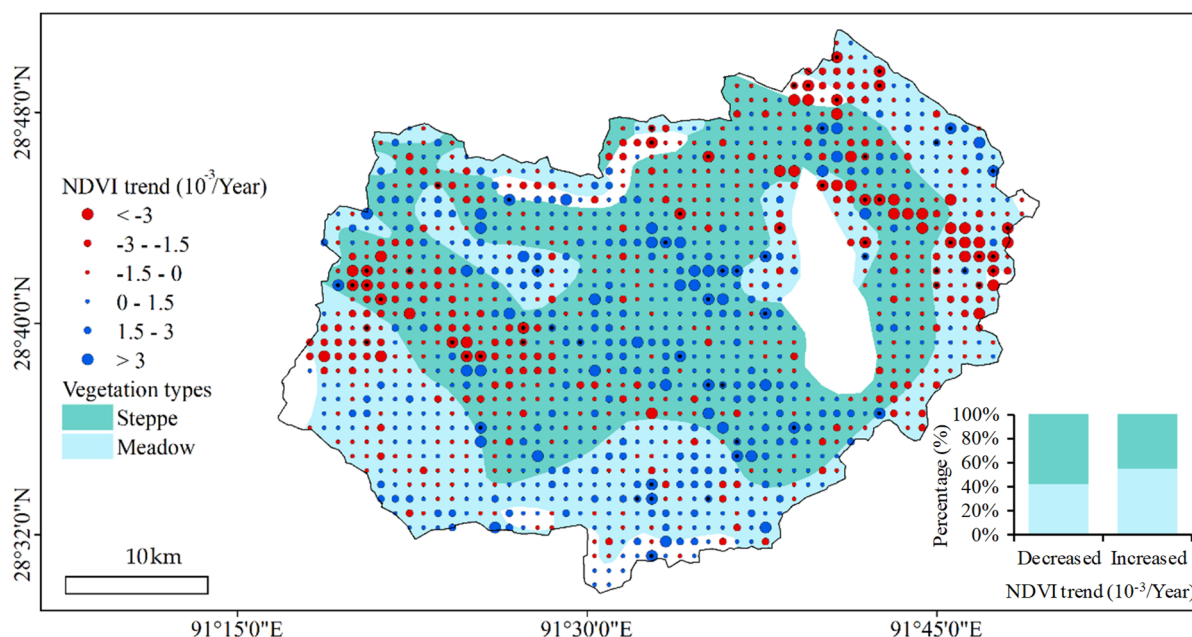 28°48'0"N
28°40'0"N
28°32'0"N
NDVI trend (10⁻³/Year)
< -3
-3 - -1.5
-1.5 - 0
0 - 1.5
1.5 - 3
> 3
Vegetation types
Steppe
Meadow
10km
91°15'0"E
91°30'0"E
91°45'0"E
Percentage (%)
100%
80%
60%
40%
20%
0%
Decreased Increased
NDVI trend (10⁻³/Year)